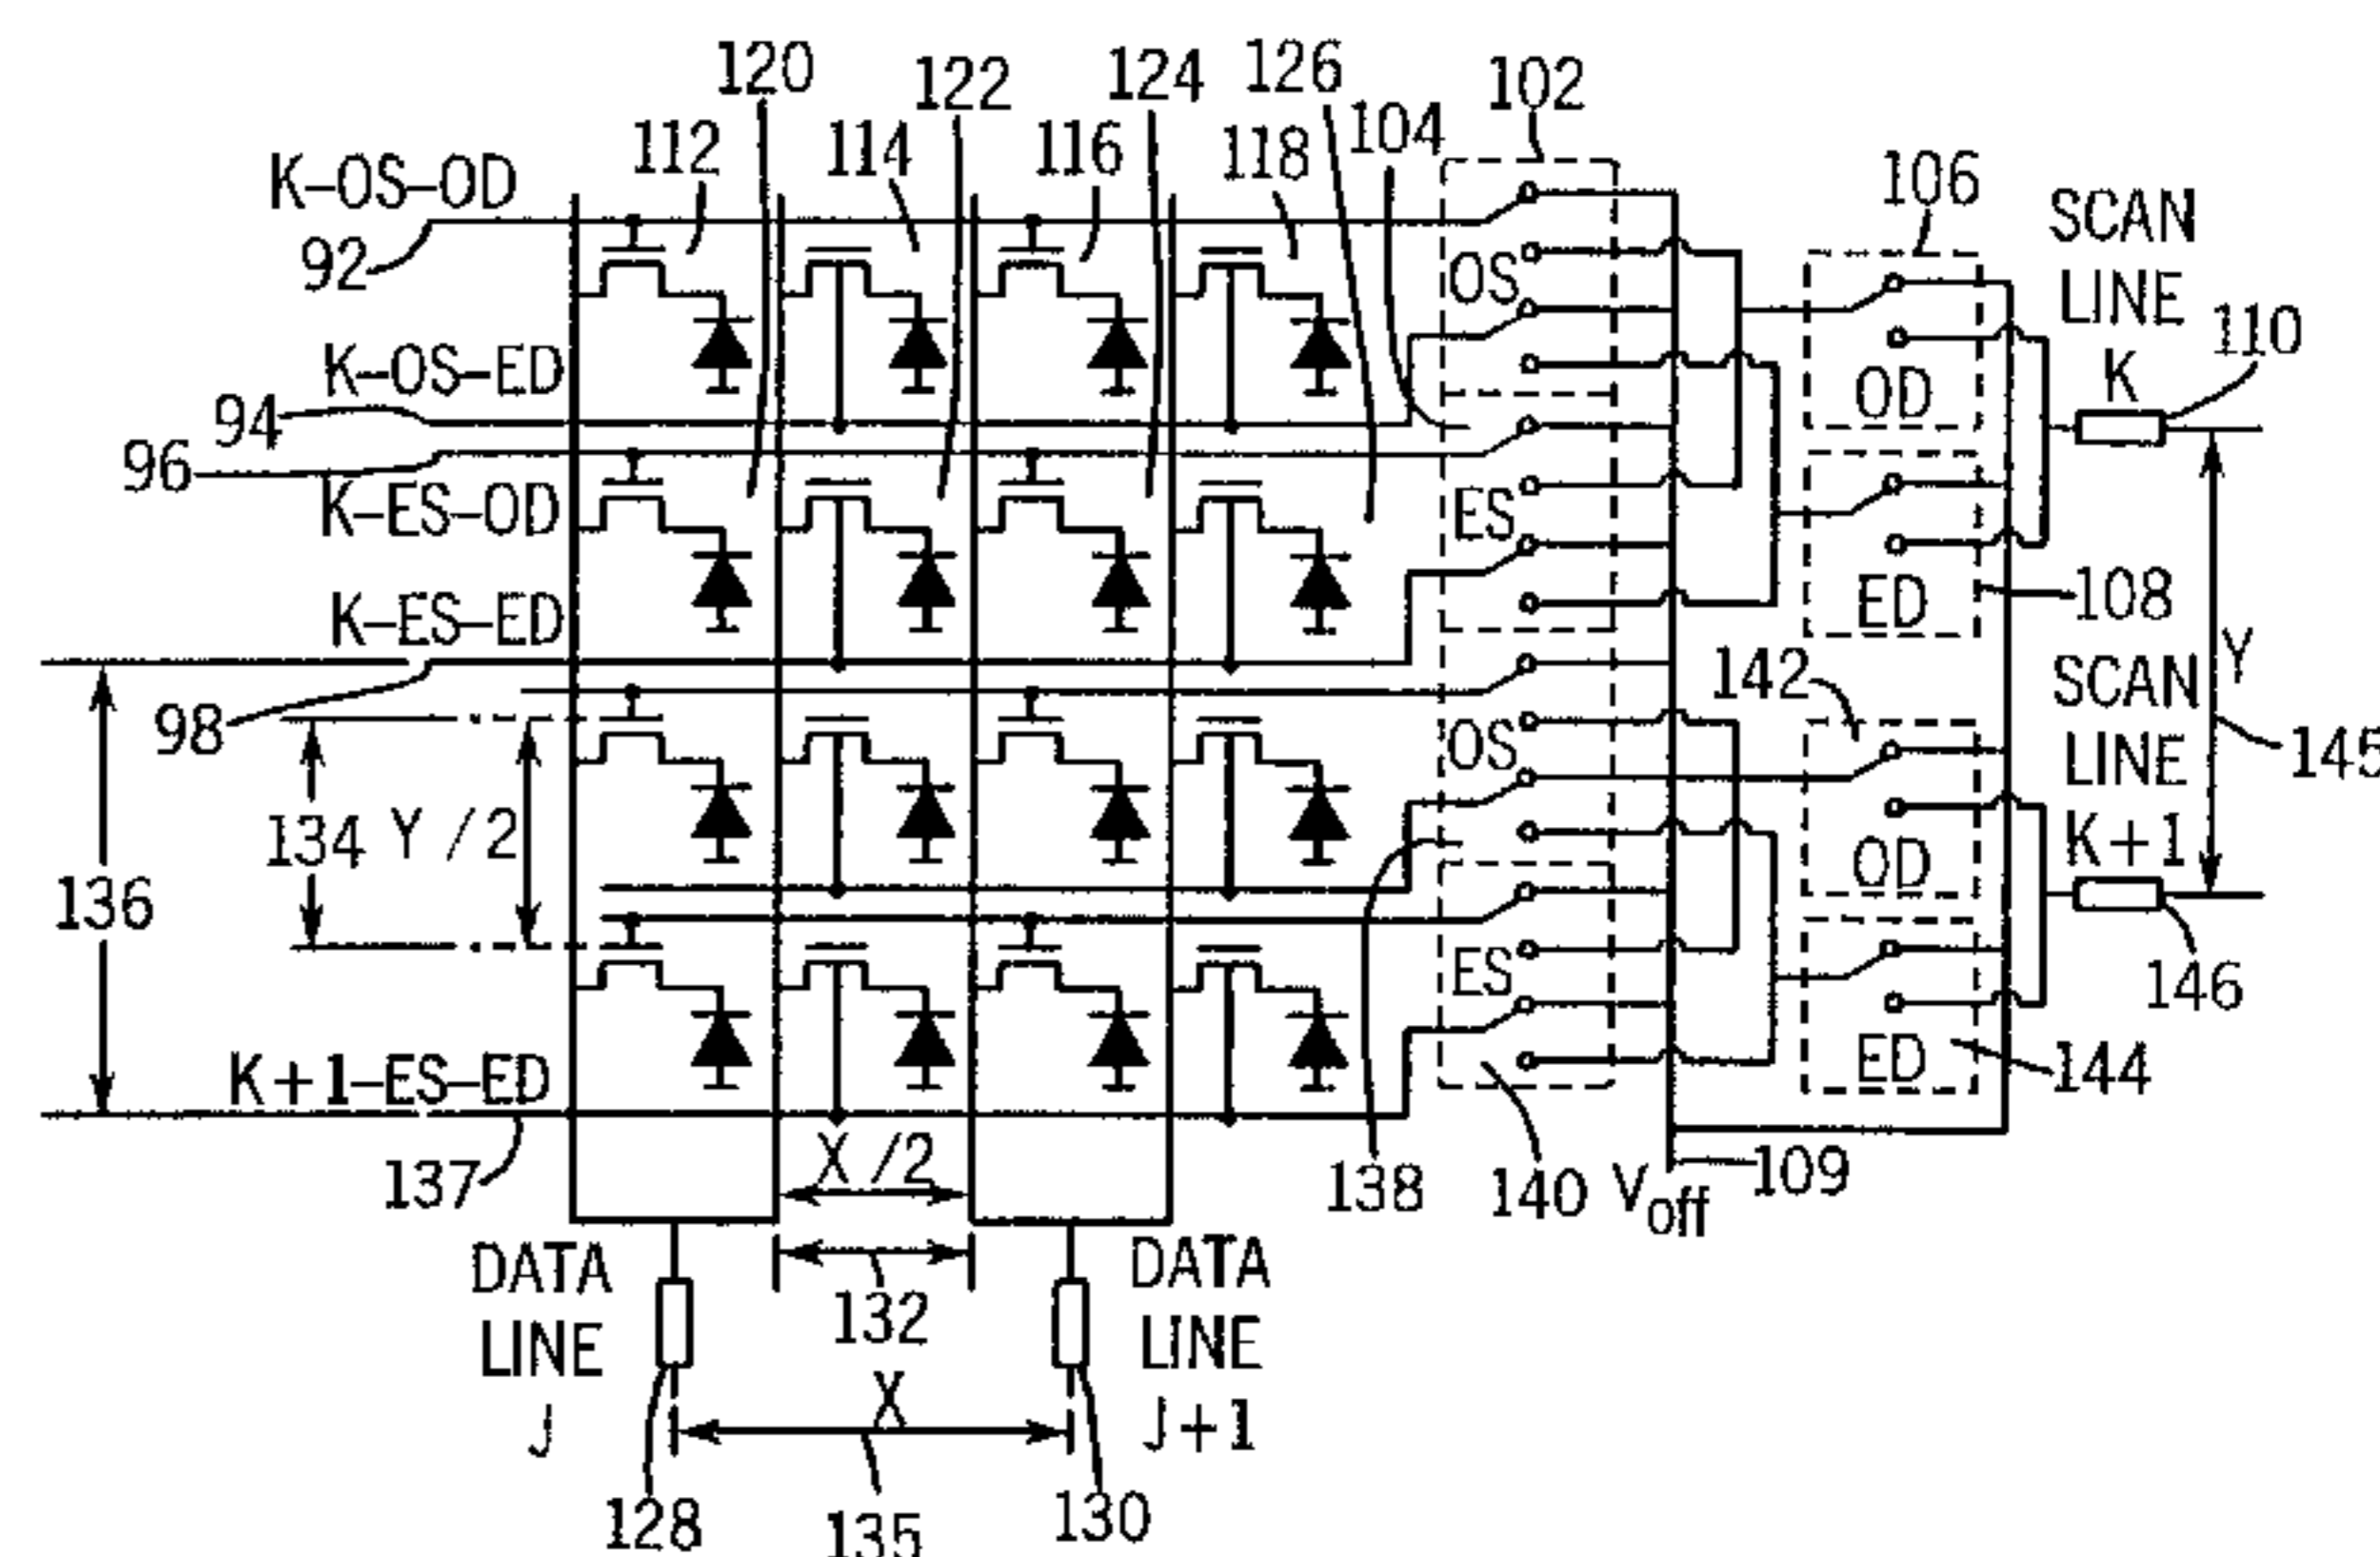 120
122
124
126
102
112
114
116
118
104
106
SCAN
LINE
K
110
K-OS-OD
92
OS
OD
K-OS-ED
94
96
K-ES-OD
ES
ED
108
K-ES-ED
98
142
SCAN
LINE
K+1
Y
145
OS
OD
134
Y/2
136
ES
ED
146
144
K+1-ES-ED
137
X/2
138
140
Voff
109
DATA
LINE
J
132
DATA
LINE
J+1
X
128
135
130